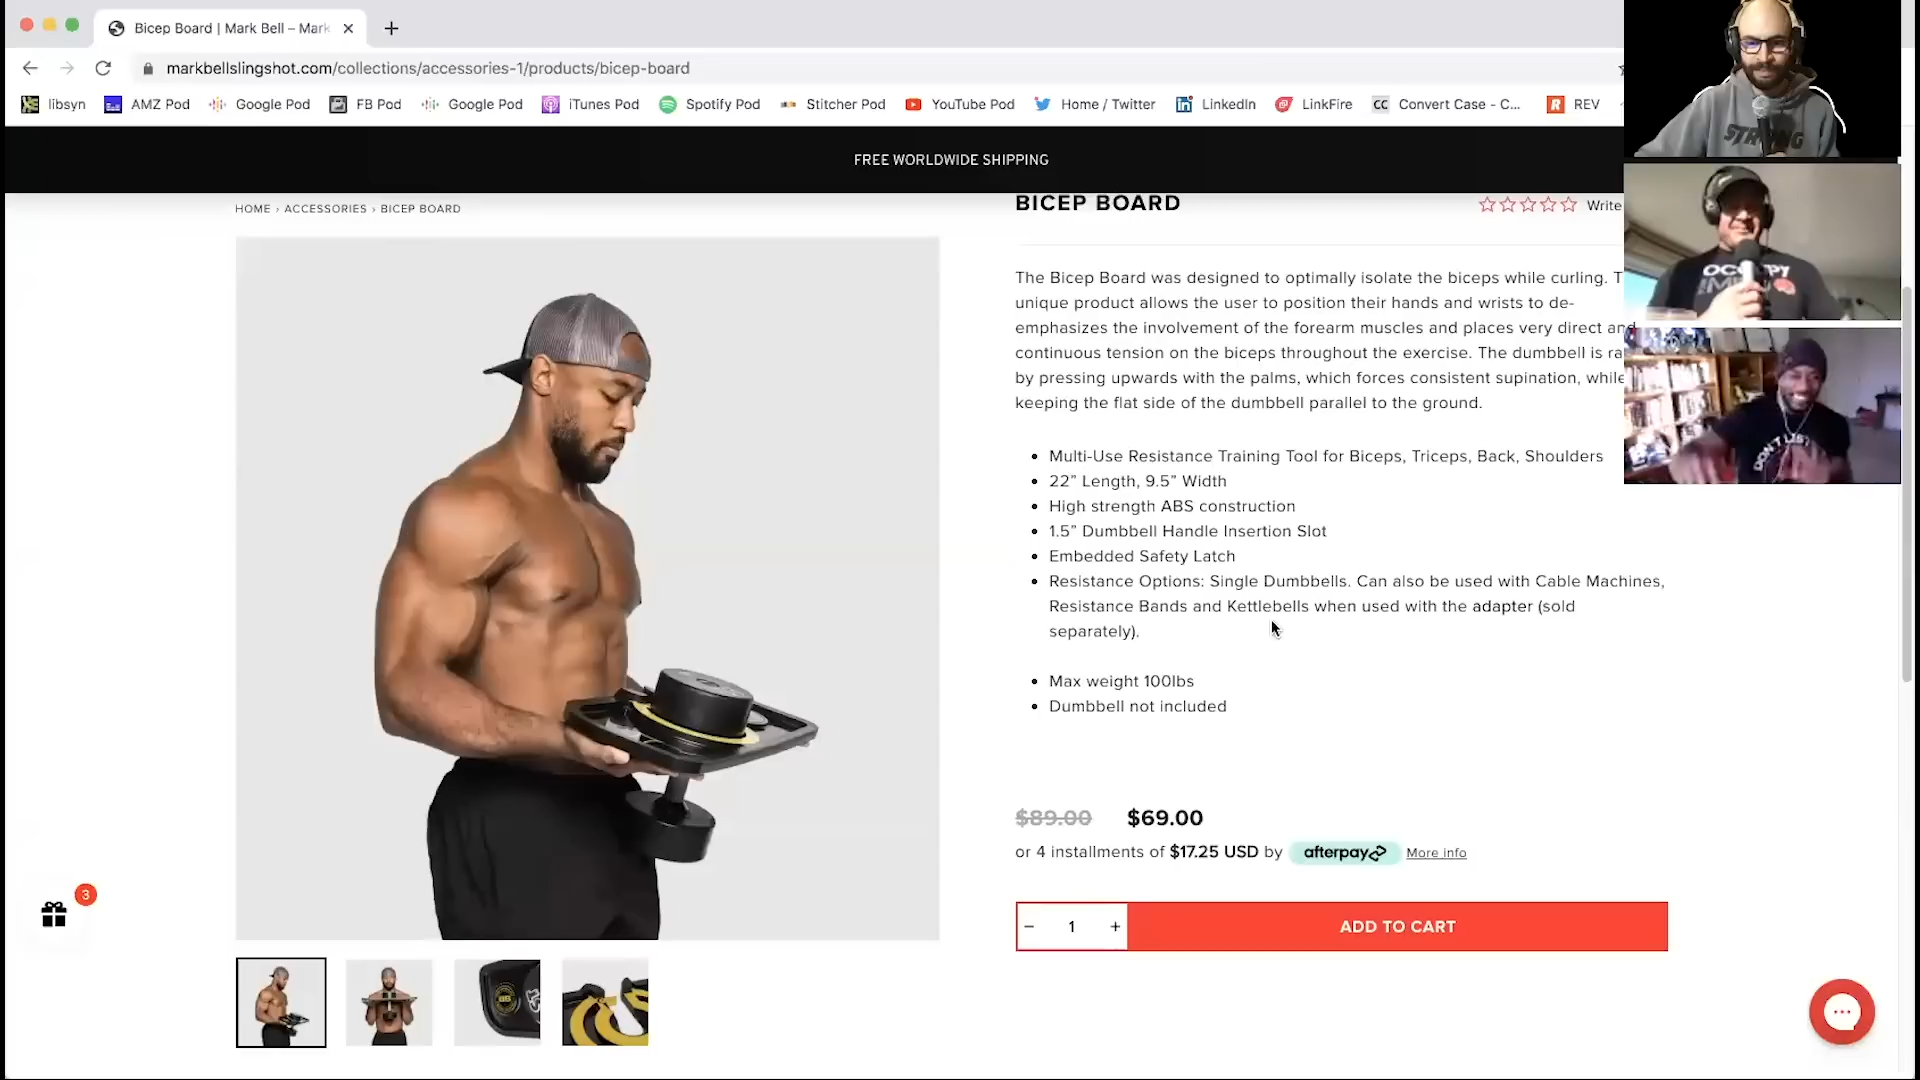 Bicep Board | Mark Bell – Mark
markbellslingshot.com/collections/accessories-1/products/bicep-board
libsyn AMZ Pod Google Pod FB Pod Google Pod iTunes Pod Spotify Pod Stitcher Pod YouTube Pod Home / Twitter LinkedIn LinkFire CC Convert Case - C... R REV
STRONG
FREE WORLDWIDE SHIPPING
HOME › ACCESSORIES › BICEP BOARD
BICEP BOARD
Write
OCCUPY
DON'T
The Bicep Board was designed to optimally isolate the biceps while curling.
unique product allows the user to position their hands and wrists to de-
emphasizes the involvement of the forearm muscles and places very direct and
continuous tension on the biceps throughout the exercise. The dumbbell is
by pressing upwards with the palms, which forces consistent supination, while
keeping the flat side of the dumbbell parallel to the ground.
Multi-Use Resistance Training Tool for Biceps, Triceps, Back, Shoulders
22” Length, 9.5” Width
High strength ABS construction
1.5” Dumbbell Handle Insertion Slot
Embedded Safety Latch
Resistance Options: Single Dumbbells. Can also be used with Cable Machines,
Resistance Bands and Kettlebells when used with the adapter (sold
separately).
Max weight 100lbs
Dumbbell not included
$89.00 $69.00
or 4 installments of $17.25 USD by afterpay More info
3
− 1 + ADD TO CART